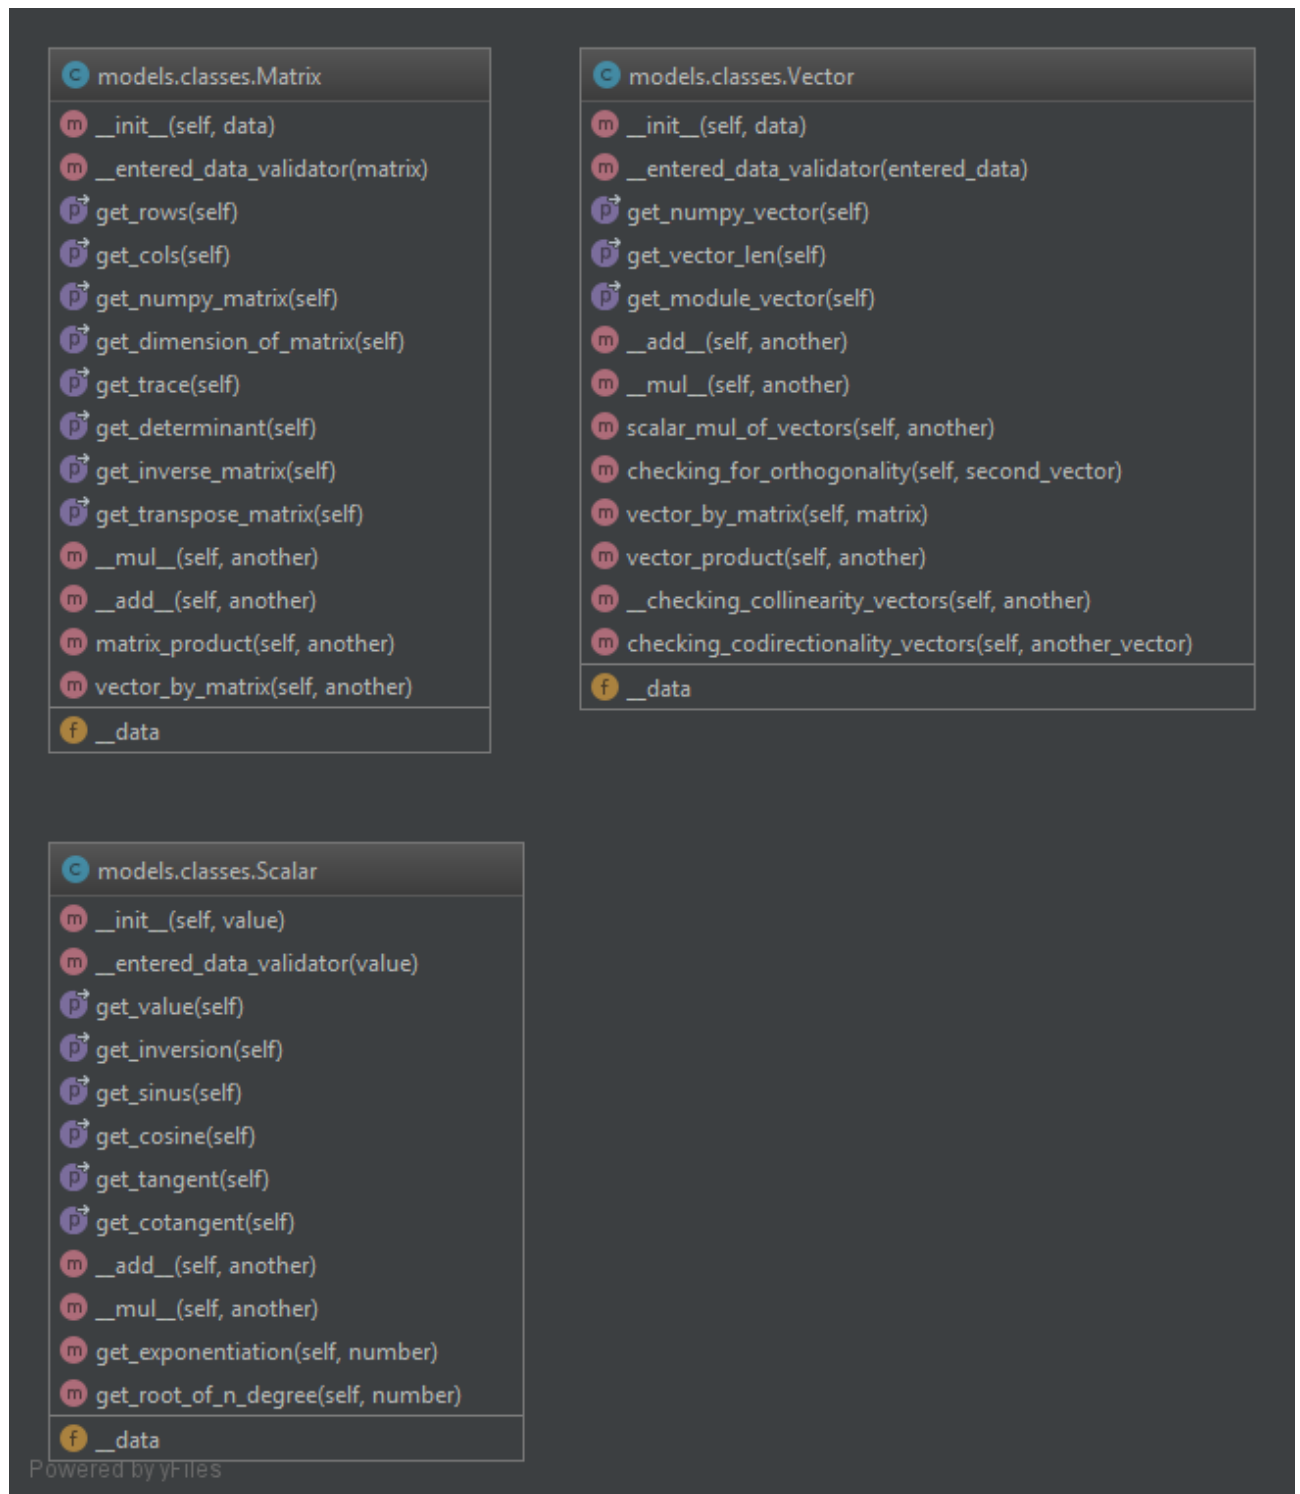 models.classes.Matrix
m __init__(self, data)
m __entered_data_validator(matrix)
p get_rows(self)
p get_cols(self)
p get_numpy_matrix(self)
p get_dimension_of_matrix(self)
p get_trace(self)
p get_determinant(self)
p get_inverse_matrix(self)
p get_transpose_matrix(self)
m __mul__(self, another)
m __add__(self, another)
m matrix_product(self, another)
m vector_by_matrix(self, another)
f __data
C models.classes.Vector
m __init__(self, data)
m __entered_data_validator(entered_data)
p get_numpy_vector(self)
p get_vector_len(self)
p get_module_vector(self)
m __add__(self, another)
m __mul__(self, another)
m scalar_mul_of_vectors(self, another)
m checking_for_orthogonality(self, second_vector)
m vector_by_matrix(self, matrix)
m vector_product(self, another)
m __checking_collinearity_vectors(self, another)
m checking_codirectionality_vectors(self, another_vector)
f __data
C models.classes.Scalar
m __init__(self, value)
m __entered_data_validator(value)
p get_value(self)
p get_inversion(self)
p get_sinus(self)
p get_cosine(self)
p get_tangent(self)
p get_cotangent(self)
m __add__(self, another)
m __mul__(self, another)
m get_exponentiation(self, number)
m get_root_of_n_degree(self, number)
f __data
Powered by yFiles